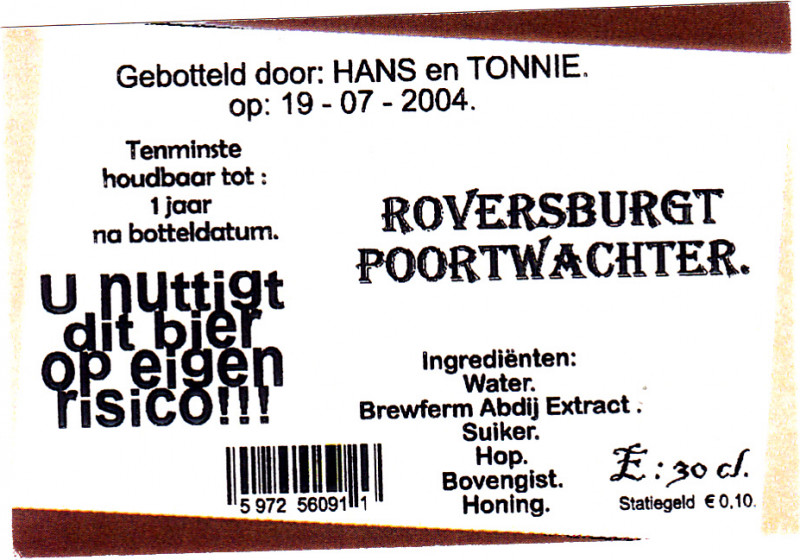 Gebotteld door: HANS en TONNIE.
op: 19 - 07 - 2004.
Tenminste
houdbaar tot :
1 jaar
na botteldatum.
ROVERSBURGT
POORTWACHTER.
U nuttigt
dit bier
op eigen
risico!!!
Ingrediënten:
Water.
Brewferm Abdij Extract .
Suiker.
Hop.
Bovengist.
Honing.
5 972 56091 1
E : 30 cl.
Statiegeld € 0,10.